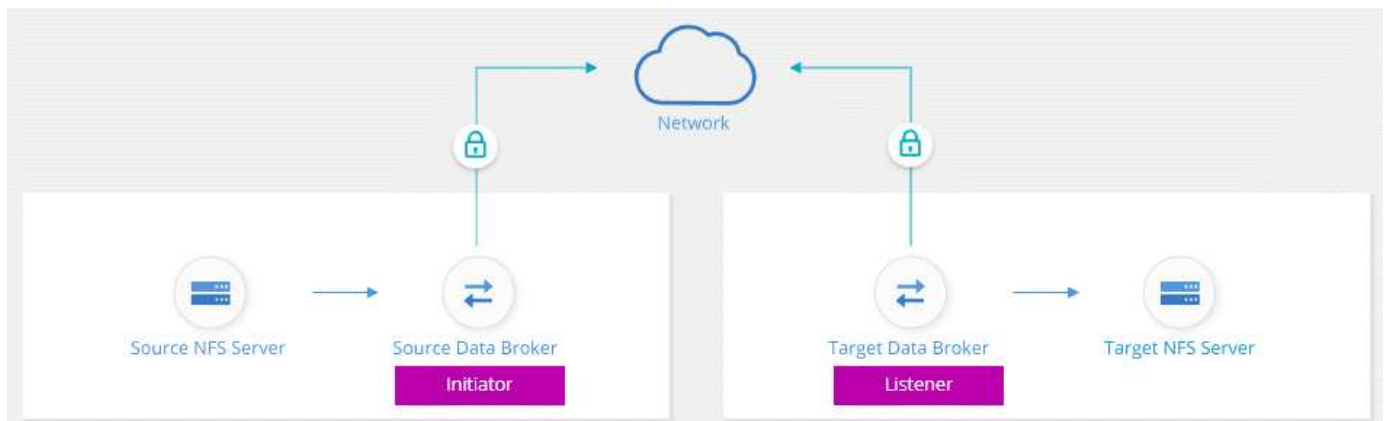 Network
Source NFS Server
Source Data Broker
Target Data Broker
Target NFS Server
Initiator
Listener